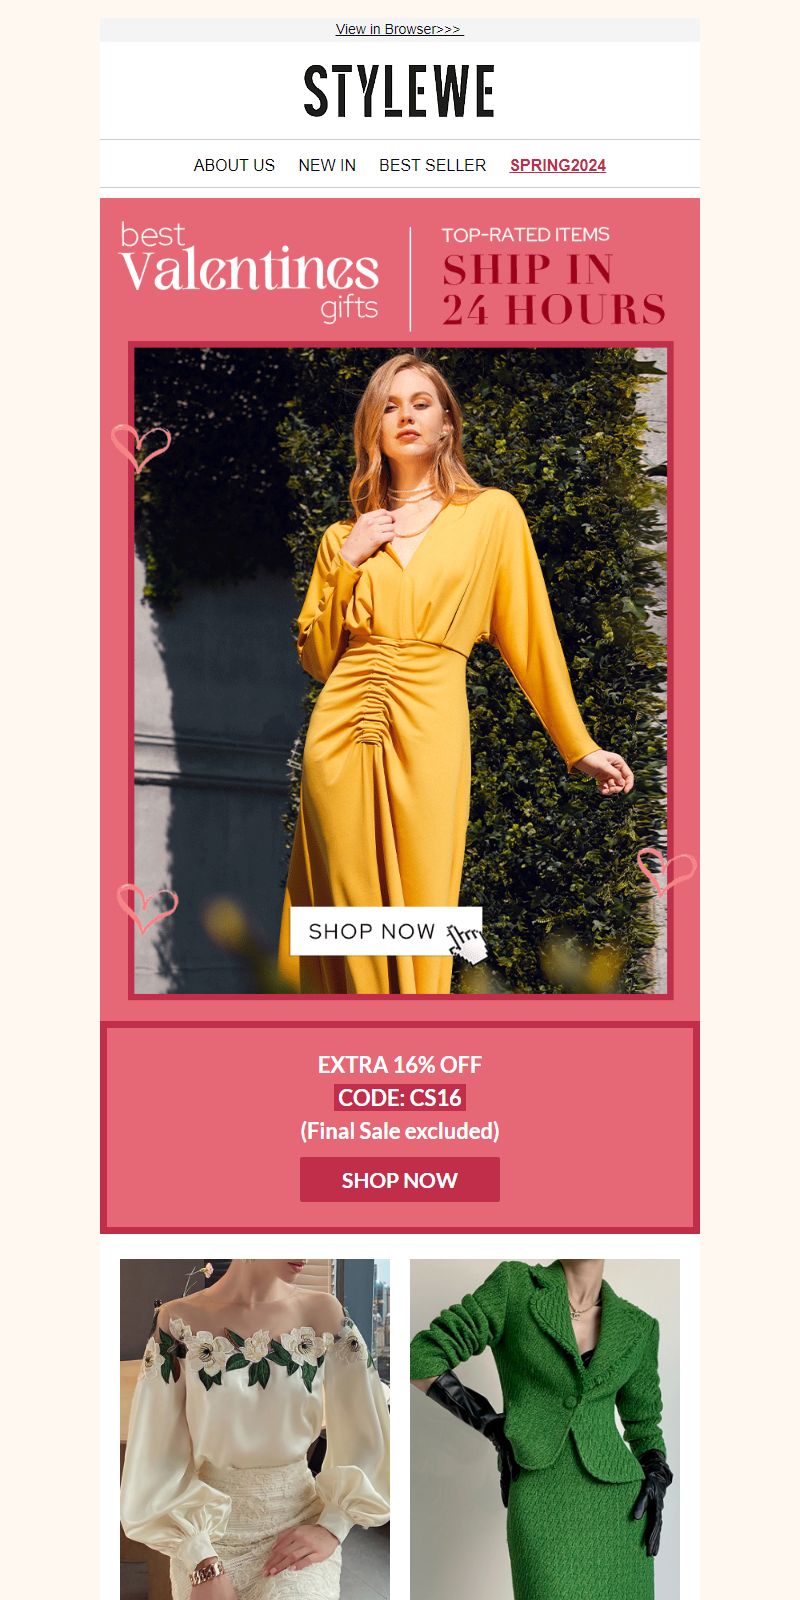 View in Browser>>>
STYLEWE
ABOUT US NEW IN BEST SELLER SPRING2024
best
Valentines
gifts
TOP-RATED ITEMS
SHIP IN
24 HOURS
SHOP NOW
EXTRA 16% OFF
CODE: CS16
(Final Sale excluded)
SHOP NOW